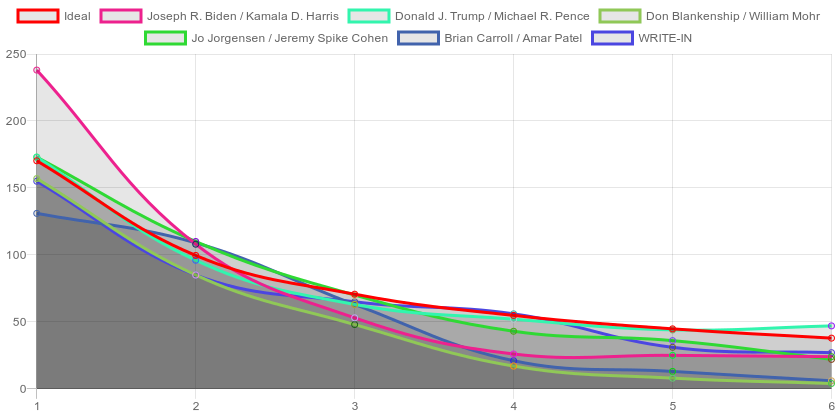 Ideal Joseph R. Biden / Kamala D. Harris Donald J. Trump / Michael R. Pence Don Blankenship / William Mohr
Jo Jorgensen / Jeremy Spike Cohen Brian Carroll / Amar Patel WRITE-IN
250
200
150
100
50
0
1 2 3 4 5 6